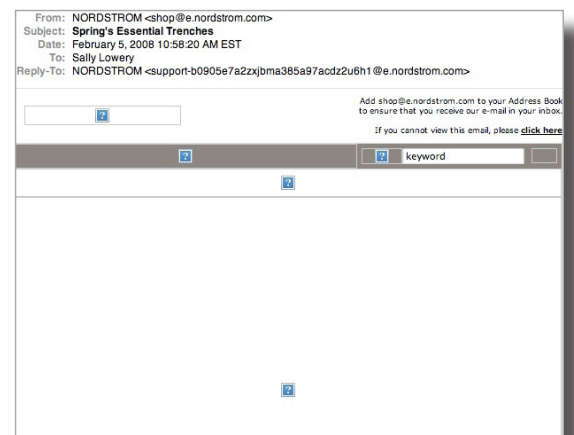 From: NORDSTROM <shop@e.nordstrom.com>
Subject: Spring's Essential Trenches
Date: February 5, 2008 10:58:20 AM EST
To: Sally Lowery
Reply-To: NORDSTROM <support-b0905e7a2zxjbma385a97acdz2u6h1@e.nordstrom.com>
Add shop@e.nordstrom.com to your Address Book
to ensure that you receive our e-mail in your inbox.
If you cannot view this email, please click here
keyword